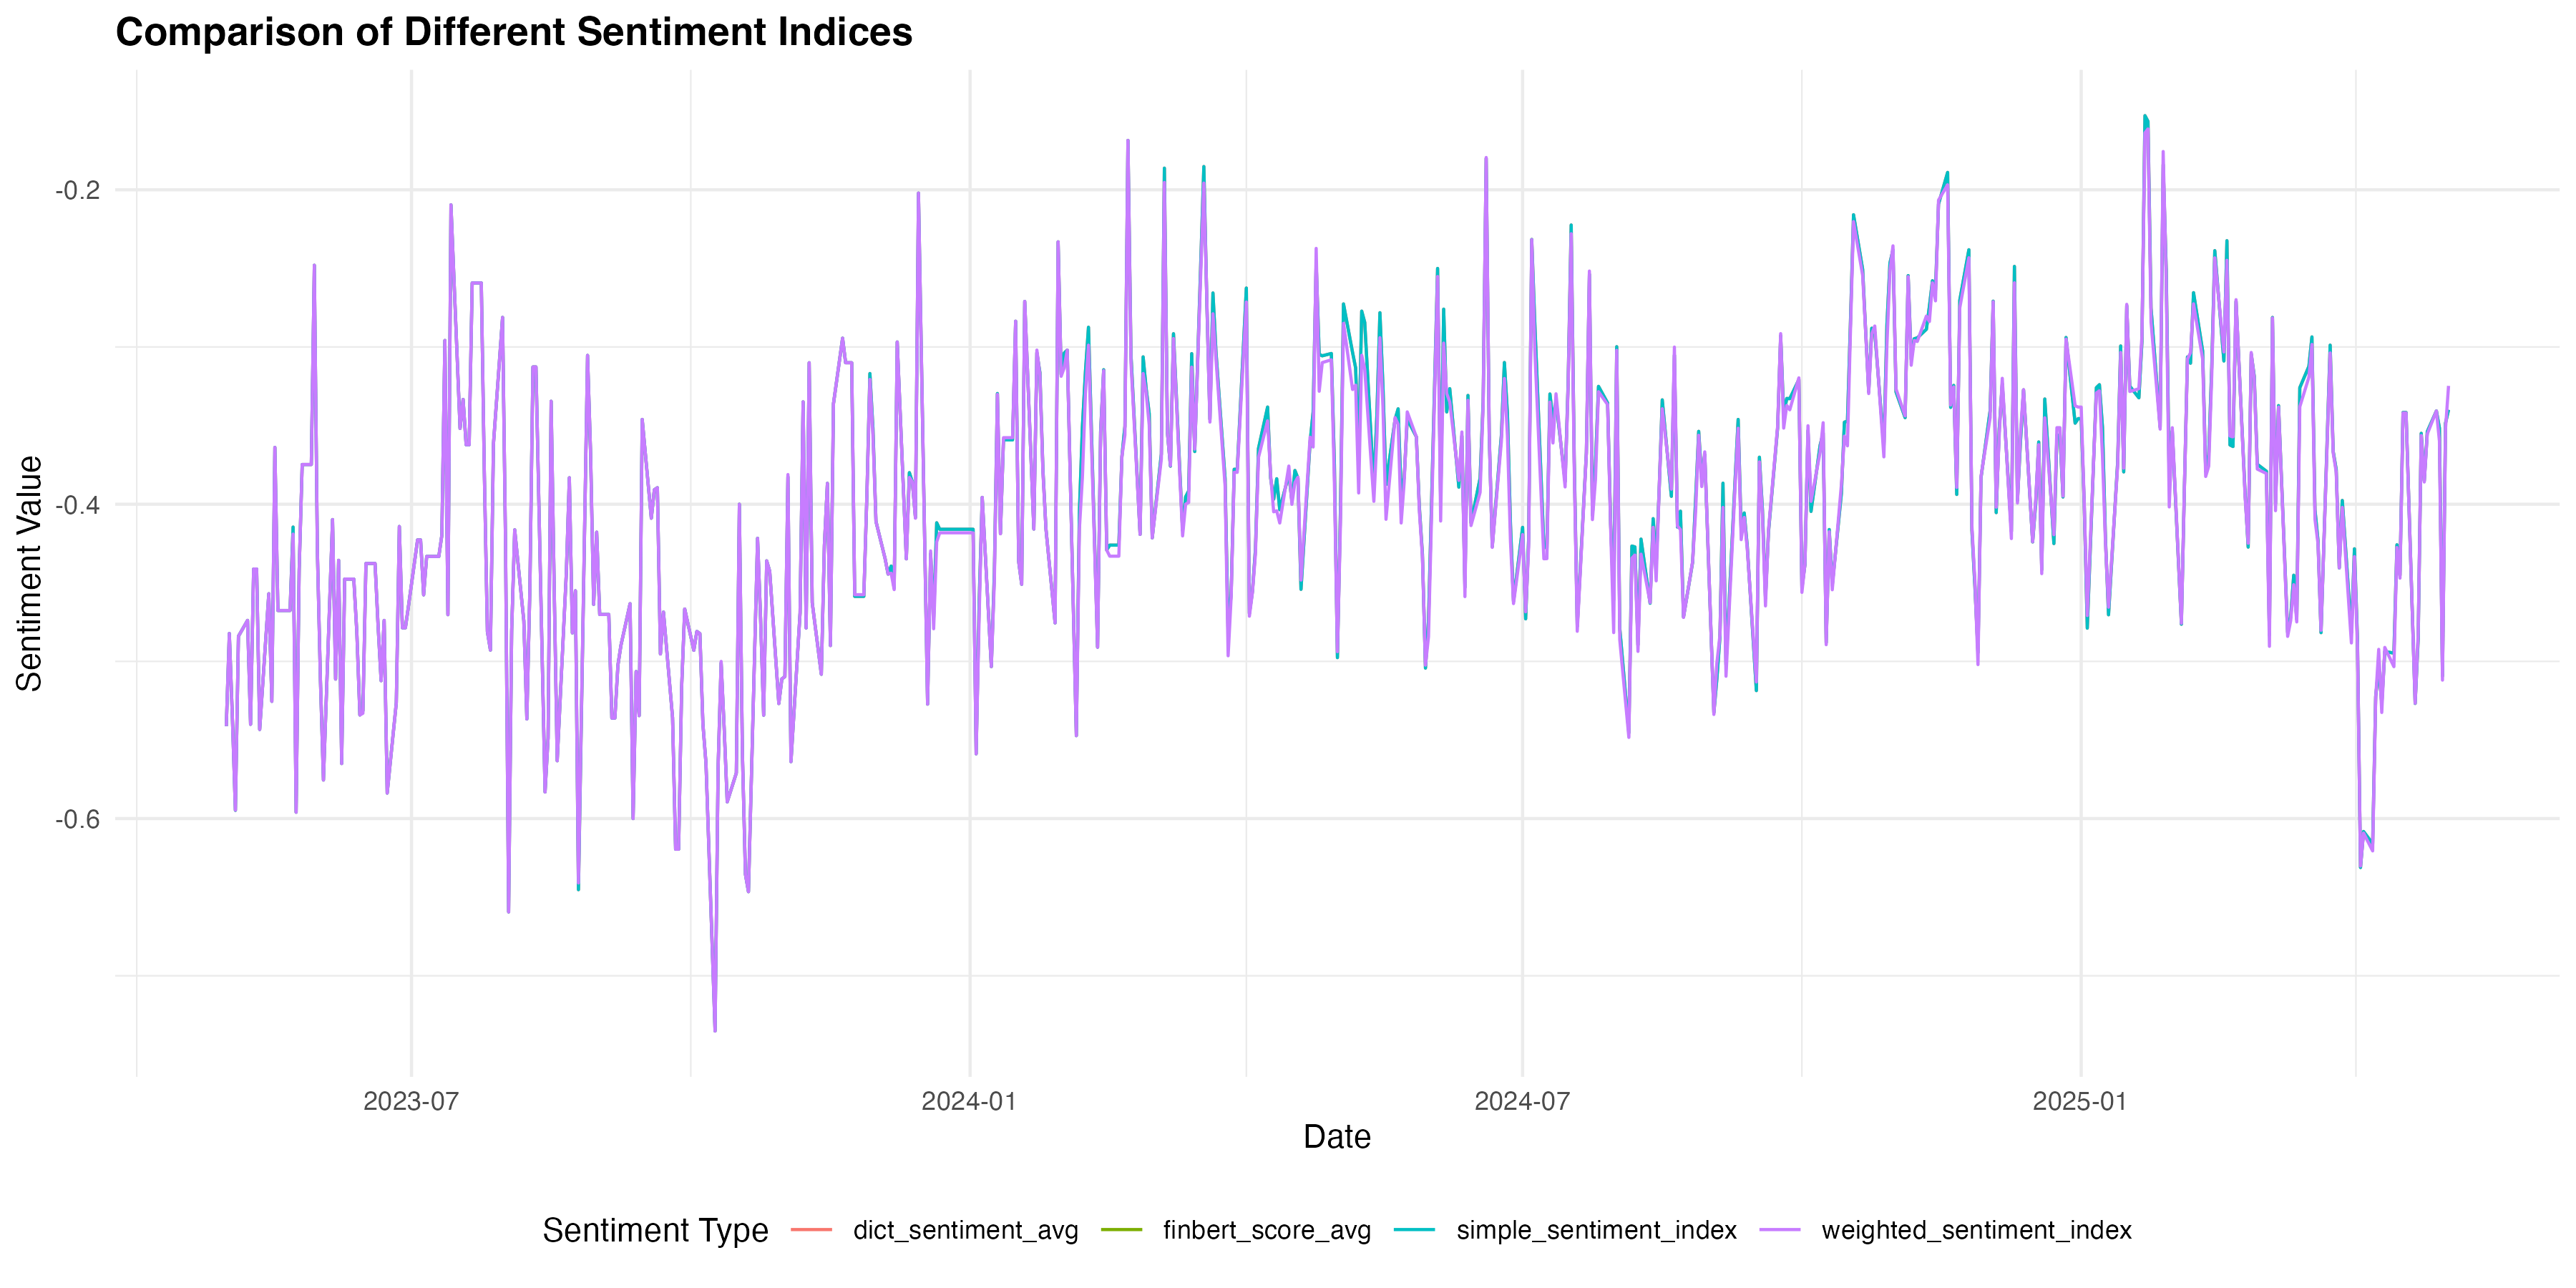 Comparison of Different Sentiment Indices
Sentiment Value
-0.2
-0.4
-0.6
2023-07 2024-01 2024-07 2025-01
Date
Sentiment Type dict_sentiment_avg finbert_score_avg simple_sentiment_index weighted_sentiment_index